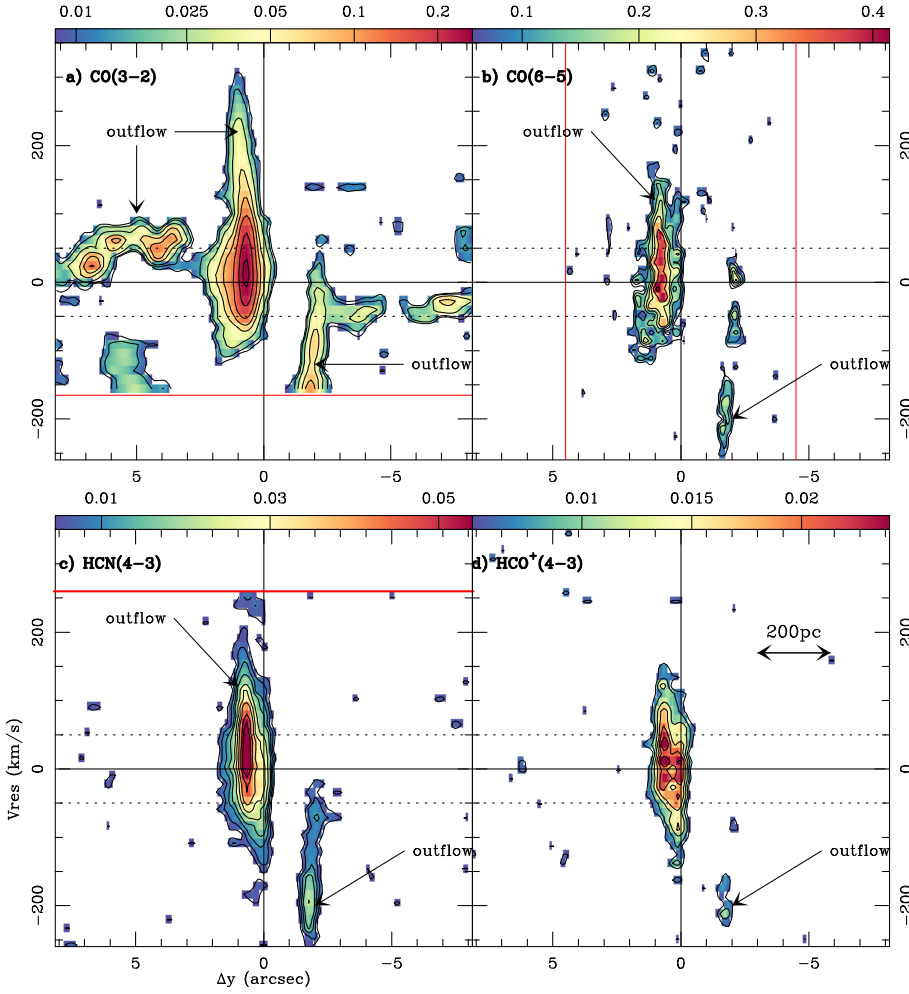 0.01 0.025 0.05 0.1 0.2
0.1 0.2 0.3 0.4
a) CO(3−2)
outflow
outflow
200
0
−200
5 0 −5
b) CO(6−5)
outflow
outflow
200
0
−200
5 0 −5
0.01 0.03 0.05
0.01 0.015 0.02
c) HCN(4−3)
outflow
outflow
200
0
−200
5 0 −5
Vres (km/s)
Δy (arcsec)
d) HCO⁺(4−3)
200pc
outflow
200
0
−200
5 0 −5